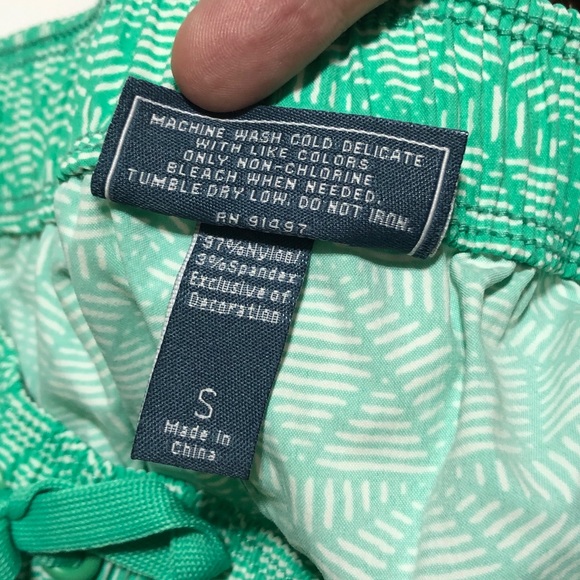 MACHINE WASH COLD DELICATE
WITH LIKE COLORS
ONLY NON-CHLORINE
BLEACH WHEN NEEDED.
TUMBLE DRY LOW. DO NOT IRON.
RN 91497
97% Nylon
3% Spandex
Exclusive of
Decoration
S
Made in
China